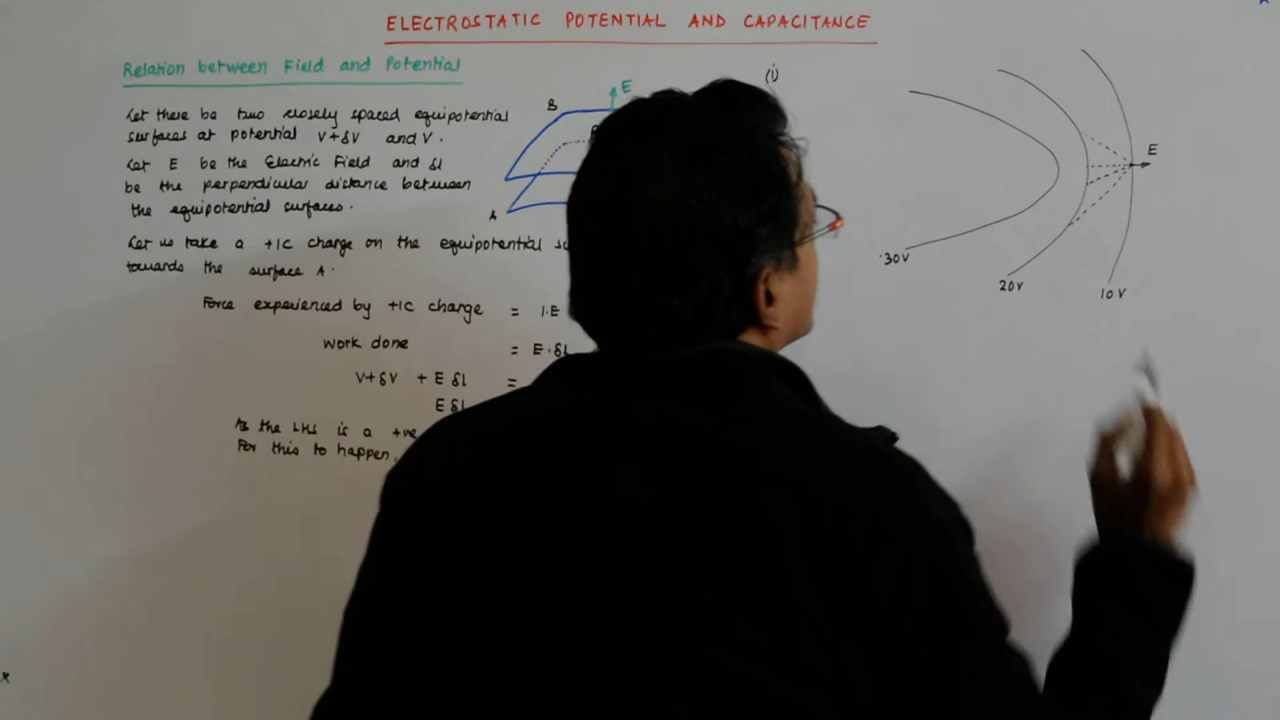 ELECTROSTATIC POTENTIAL AND CAPACITANCE
Relation between Field and Potential
Let there be two closely spaced equipotential
surfaces at potential V+δV and V.
Let E be the Electric Field and δl
be the perpendicular distance between
the equipotential surfaces.
Let us take a +1C charge on the equipotential
towards the surface A.
Force experienced by +1C charge = 1.E
work done = E.δl
V+δV + E δl =
E δl
As the LHS is a +ve
For this to happen,
B
E
A
(i)
E
30V
20V
10V